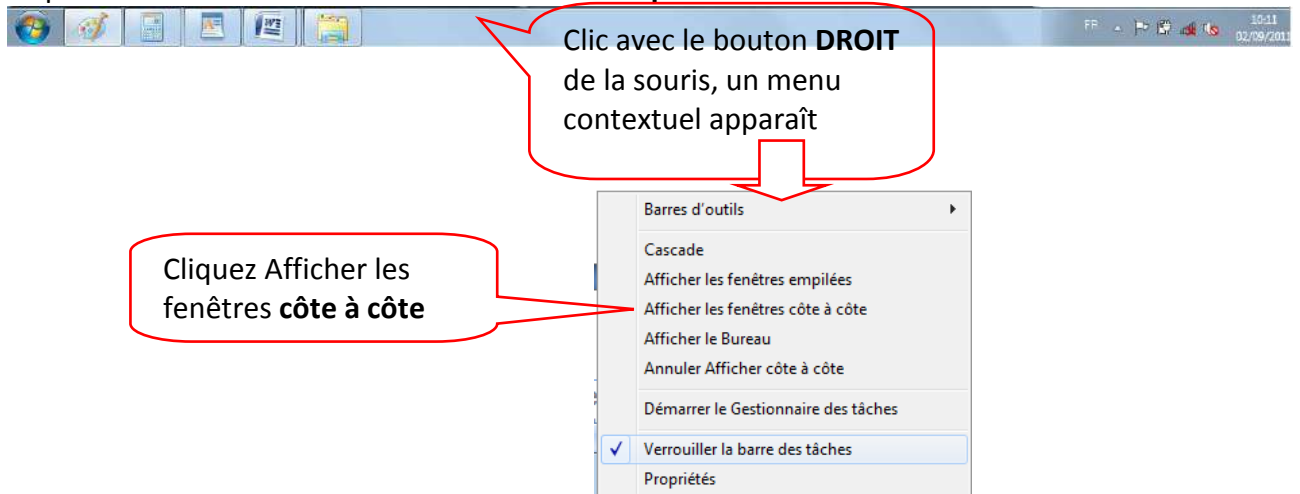 FR
10:11
02/09/2011
Clic avec le bouton DROIT
de la souris, un menu
contextuel apparaît
Barres d'outils
Cascade
Cliquez Afficher les
fenêtres côte à côte
Afficher les fenêtres empilées
Afficher les fenêtres côte à côte
Afficher le Bureau
Annuler Afficher côte à côte
Démarrer le Gestionnaire des tâches
Verrouiller la barre des tâches
Propriétés